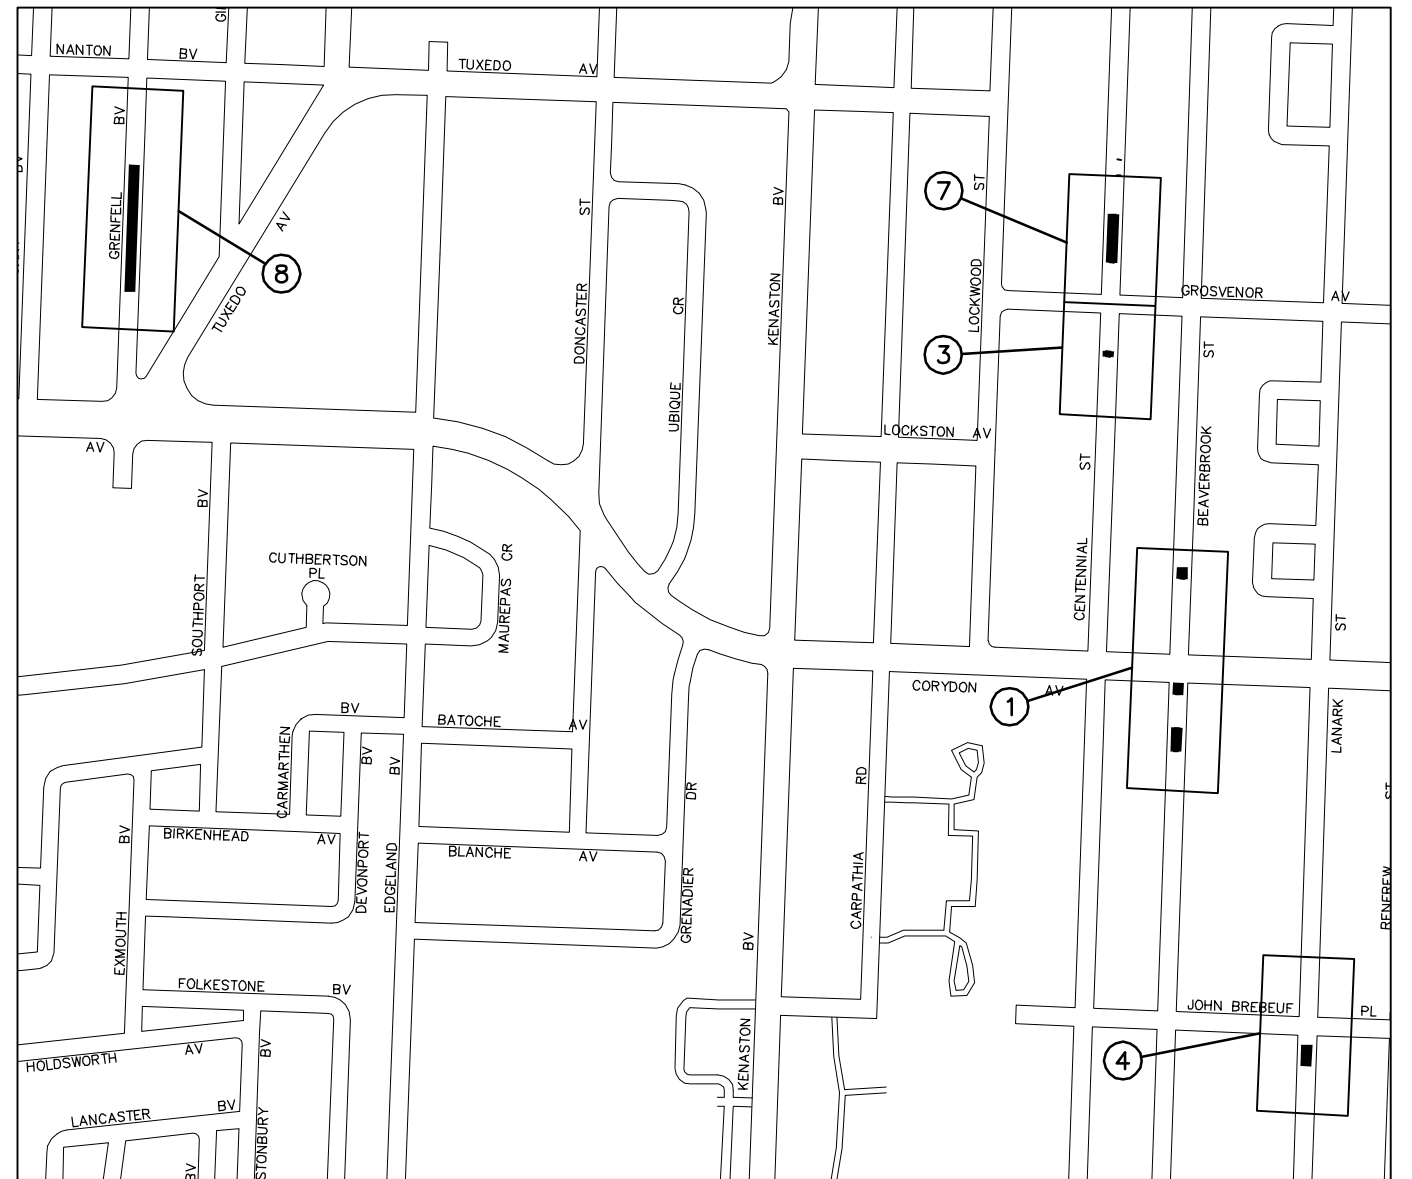 NANTON BV
TUXEDO AV
BV
GRENFELL
8
AV
TUXEDO
ST
DONCASTER
CR
UBIQUE
BV
KENASTON
7
ST
LOCKWOOD
GROSVENOR AV
3
ST
LOCKSTON AV
AV
BV
SOUTHPORT
CUTHBERTSON
PL
CR
MAUREPAS
ST
CENTENNIAL
BEAVERBROOK
ST
LANARK
CORYDON AV
1
BV
CARMARTHEN
BATOCHE AV
BV
DEVONPORT
BV
EDGELAND
BIRKENHEAD AV
BLANCHE AV
DR
GRENADIER
RD
CARPATHIA
BV
EXMOUTH
ST
FOLKESTONE BV
BV
KENASTON
JOHN BREBEUF PL
4
HOLDSWORTH AV
BV
LANCASTER BV
BV